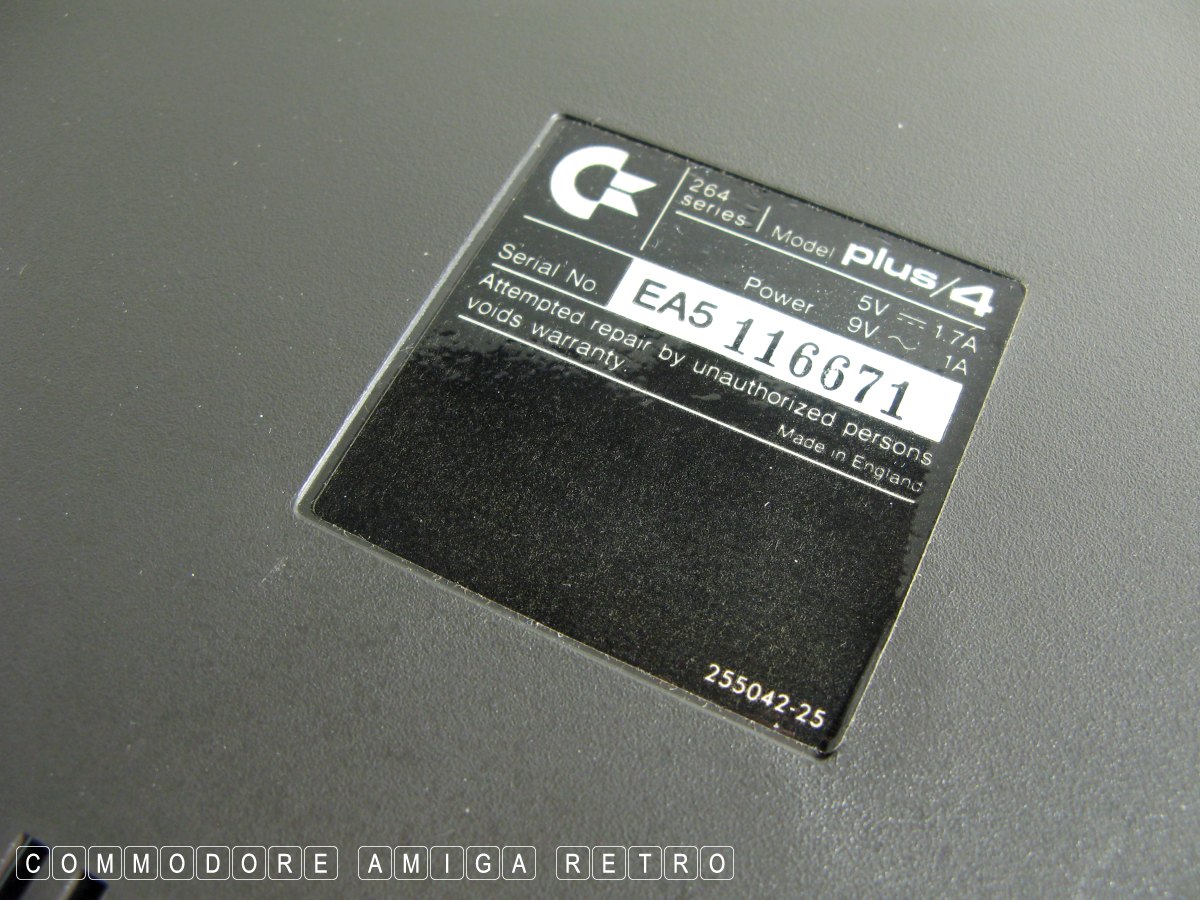 264
series
Model plus/4
Power 5V ⎓ 1.7A
9V ~ 1A
Serial No EA5 116671
Attempted repair by unauthorized persons
voids warranty.
Made in England
255042-25
COMMODORE AMIGA RETRO